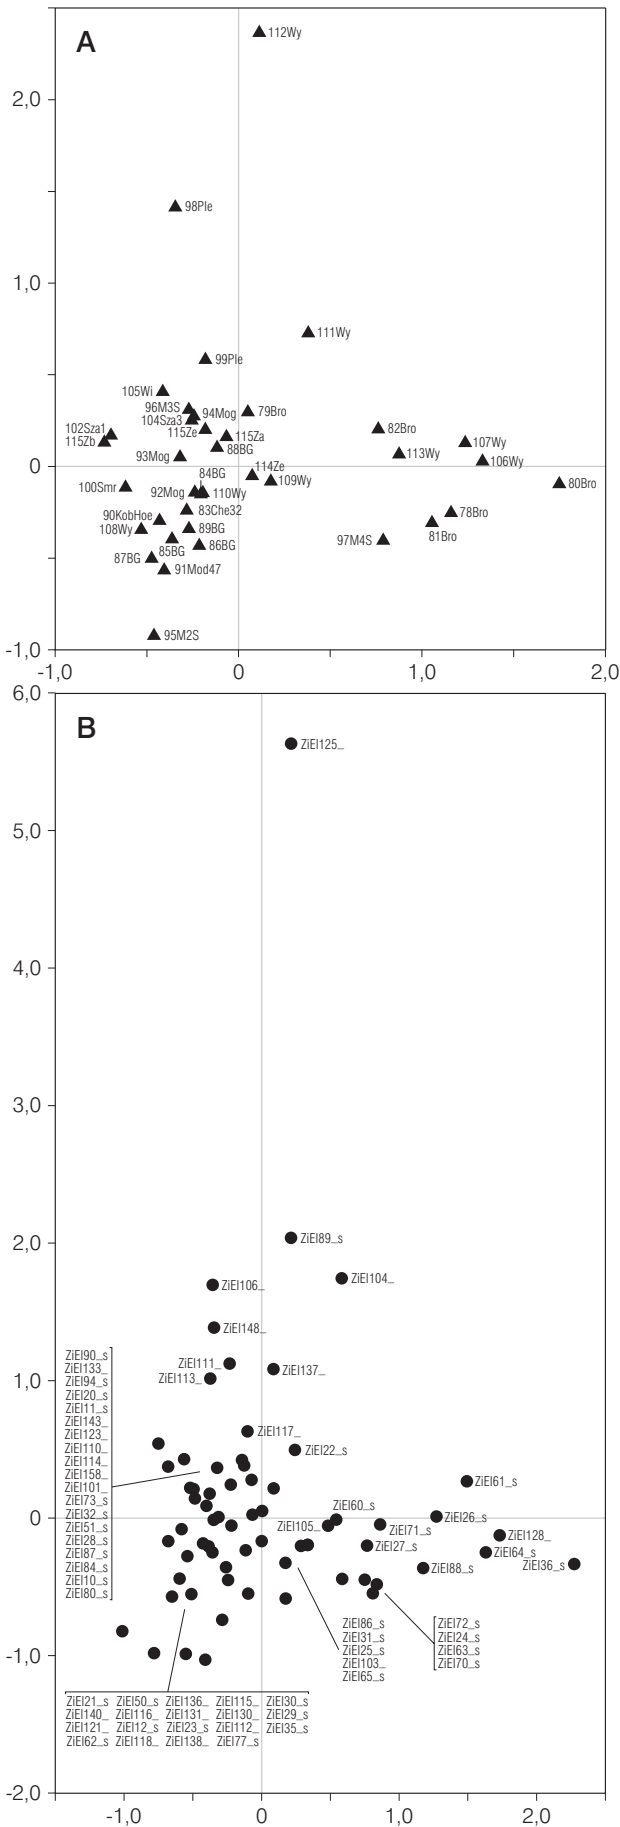 A
112Wy
2,0
98Ple
1,0
111Wy
99Ple
105Wi
96M3S
94Mog
79Bro
104Sza3
102Sza1
115Ze
115Za
82Bro
115Zb
107Wy
88BG
93Mog
113Wy
106Wy
0
114Ze
84BG
109Wy
80Bro
100Smr
92Mog
110Wy
83Che32
78Bro
90KobHoe
108Wy
89BG
81Bro
97M4S
85BG
86BG
87BG
91Mod47
95M2S
-1,0
-1,0 0 1,0 2,0
6,0
B
ZiEl125_
5,0
4,0
3,0
2,0
ZiEl89_s
ZiEl104_
ZiEl106_
ZiEl148_
ZiEl111_
ZiEl137_
ZiEl113_
1,0
ZiEl117_
ZiEl22_s
ZiEl90_s
ZiEl133_
ZiEl94_s
ZiEl20_s
ZiEl11_s
ZiEl143_
ZiEl123_
ZiEl110_
ZiEl114_
ZiEl158_
ZiEl101_
ZiEl73_s
ZiEl32_s
ZiEl51_s
ZiEl28_s
ZiEl87_s
ZiEl84_s
ZiEl10_s
ZiEl80_s
ZiEl61_s
ZiEl60_s
0
ZiEl26_s
ZiEl105_
ZiEl71_s
ZiEl128_
ZiEl27_s
ZiEl64_s
ZiEl88_s
ZiEl36_s
ZiEl86_s
ZiEl31_s
ZiEl25_s
ZiEl103_
ZiEl65_s
ZiEl72_s
ZiEl24_s
ZiEl63_s
ZiEl70_s
-1,0
ZiEl21_s ZiEl50_s ZiEl136_ ZiEl115_ ZiEl30_s
ZiEl140_ ZiEl116_ ZiEl131_ ZiEl130_ ZiEl29_s
ZiEl121_ ZiEl12_s ZiEl23_s ZiEl112_ ZiEl35_s
ZiEl62_s ZiEl118_ ZiEl138_ ZiEl77_s
-2,0
-1,0 0 1,0 2,0